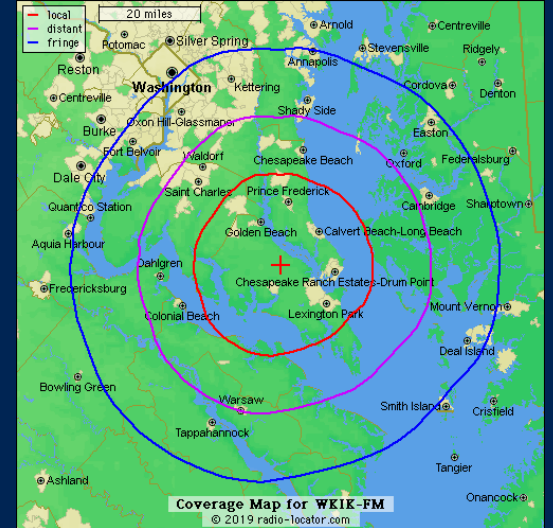 local
distant
fringe
20 miles
Arnold
Centreville
Potomac
Silver Spring
Stevensville
Ridgely
Annapolis
Reston
Washington
Kettering
Cordova
Denton
Centreville
Shady Side
Burke
Oxon Hill-Glassmanor
Easton
Fort Belvoir
Waldorf
Chesapeake Beach
Oxford
Federalsburg
Dale City
Saint Charles
Prince Frederick
Cambridge
Sharptown
Quantico Station
Golden Beach
Calvert Beach-Long Beach
Aquia Harbour
Dahlgren
Chesapeake Ranch Estates-Drum Point
Fredericksburg
Colonial Beach
Lexington Park
Mount Vernon
Deal Island
Bowling Green
Warsaw
Smith Island
Crisfield
Tappahannock
Tangier
Ashland
Onancock
Coverage Map for WKIK-FM
© 2019 radio-locator.com